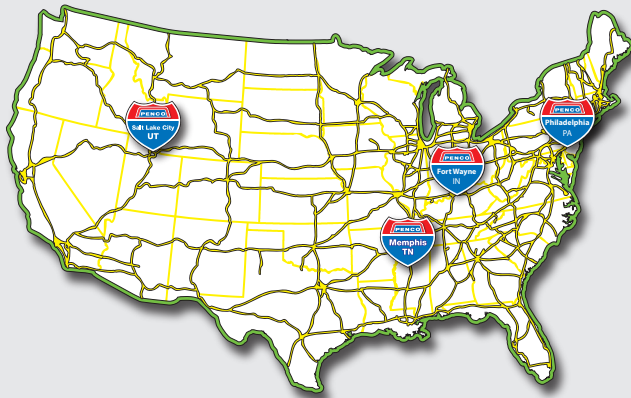 PENCO
Salt Lake City
UT
PENCO
Philadelphia
PA
PENCO
Fort Wayne
IN
PENCO
Memphis
TN